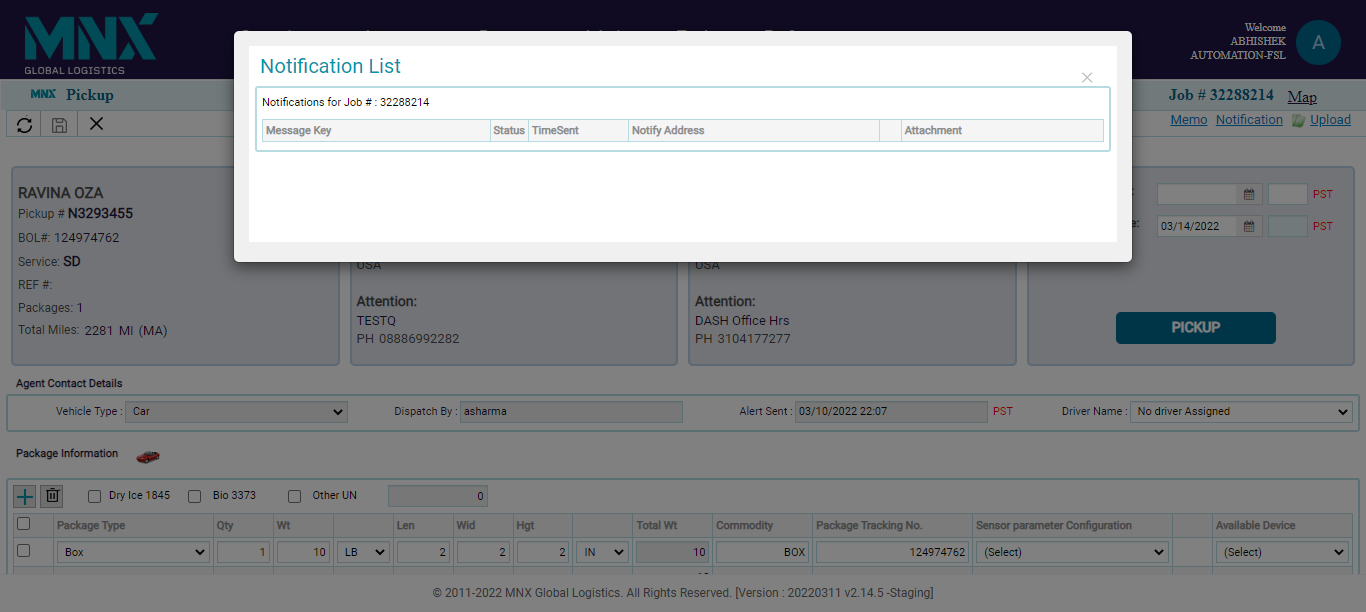 MNX
GLOBAL LOGISTICS
Welcome
ABHISHEK
AUTOMATION-FSL
A
Notification List
×
Notifications for Job # : 32288214
Message Key Status TimeSent Notify Address Attachment
MNX Pickup
Job # 32288214 Map
Memo Notification Upload
RAVINA OZA
Pickup # N3293455
BOL#: 124974762
Service: SD
REF #:
Packages: 1
Total Miles: 2281 MI (MA)
USA
Attention:
TESTQ
PH 08886992282
USA
Attention:
DASH Office Hrs
PH 3104177277
: PST
e: 03/14/2022 PST
PICKUP
Agent Contact Details
Vehicle Type : Car Dispatch By : asharma Alert Sent : 03/10/2022 22:07 PST Driver Name : No driver Assigned
Package Information
Dry Ice 1845 Bio 3373 Other UN 0
Package Type Qty Wt Len Wid Hgt Total Wt Commodity Package Tracking No. Sensor parameter Configuration Available Device
Box 1 10 LB 2 2 2 IN 10 BOX 124974762 (Select) (Select)
© 2011-2022 MNX Global Logistics. All Rights Reserved. [Version : 20220311 v2.14.5 -Staging]